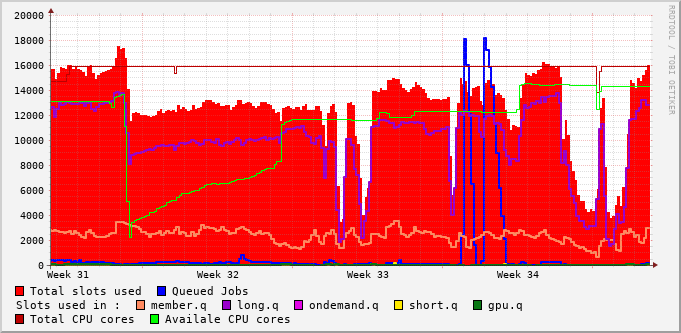 20000
18000
16000
14000
12000
10000
8000
6000
4000
2000
0
Week 31 Week 32 Week 33 Week 34
RRDTOOL / TOBI OETIKER
Total slots used Queued Jobs
Slots used in : member.q long.q ondemand.q short.q gpu.q
Total CPU cores Availale CPU cores